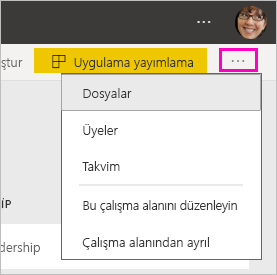 ...
ştur Uygulama yayımlama ...
Dosyalar
Üyeler
Takvim
İP
Bu çalışma alanını düzenleyin
dership
Çalışma alanından ayrıl